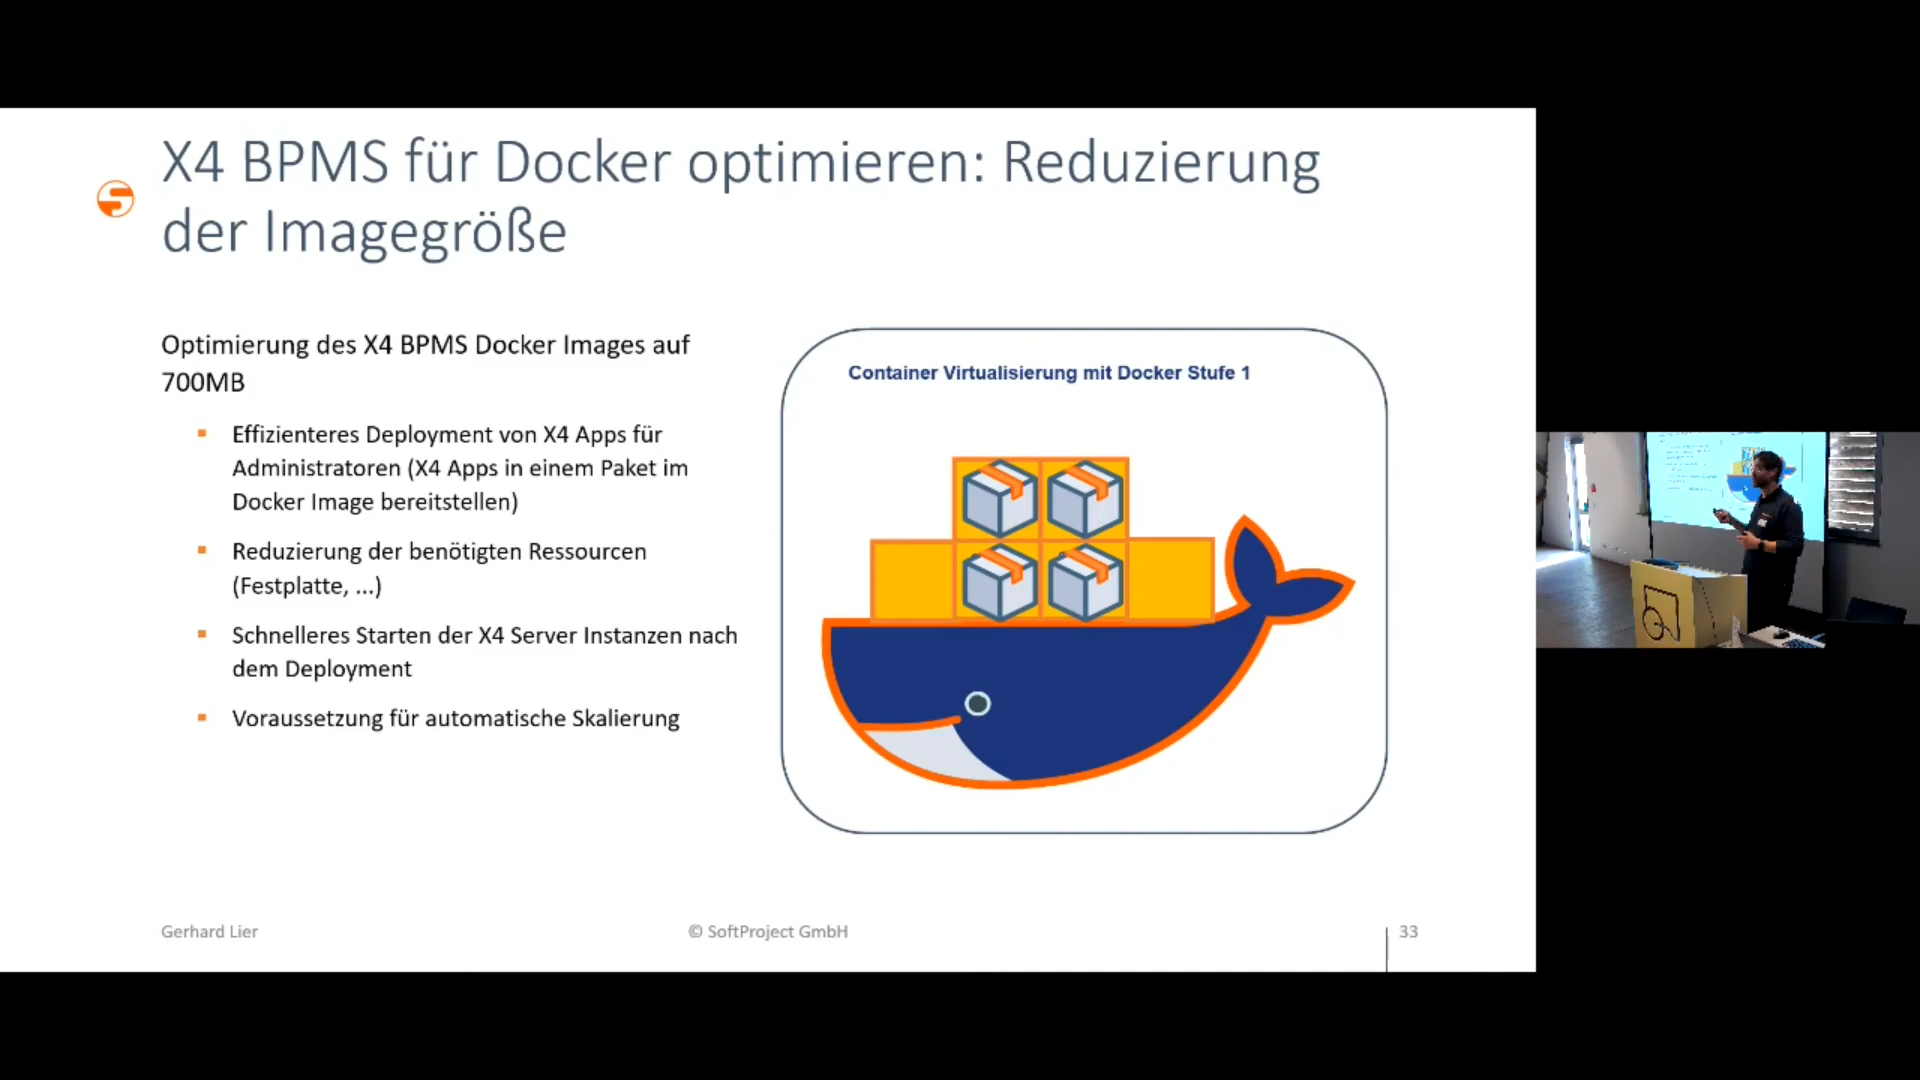 X4 BPMS für Docker optimieren: Reduzierung
der Imagegröße
Optimierung des X4 BPMS Docker Images auf
700MB
Effizienteres Deployment von X4 Apps für
Administratoren (X4 Apps in einem Paket im
Docker Image bereitstellen)
Reduzierung der benötigten Ressourcen
(Festplatte, ...)
Schnelleres Starten der X4 Server Instanzen nach
dem Deployment
Voraussetzung für automatische Skalierung
Container Virtualisierung mit Docker Stufe 1
Gerhard Lier
© SoftProject GmbH
33